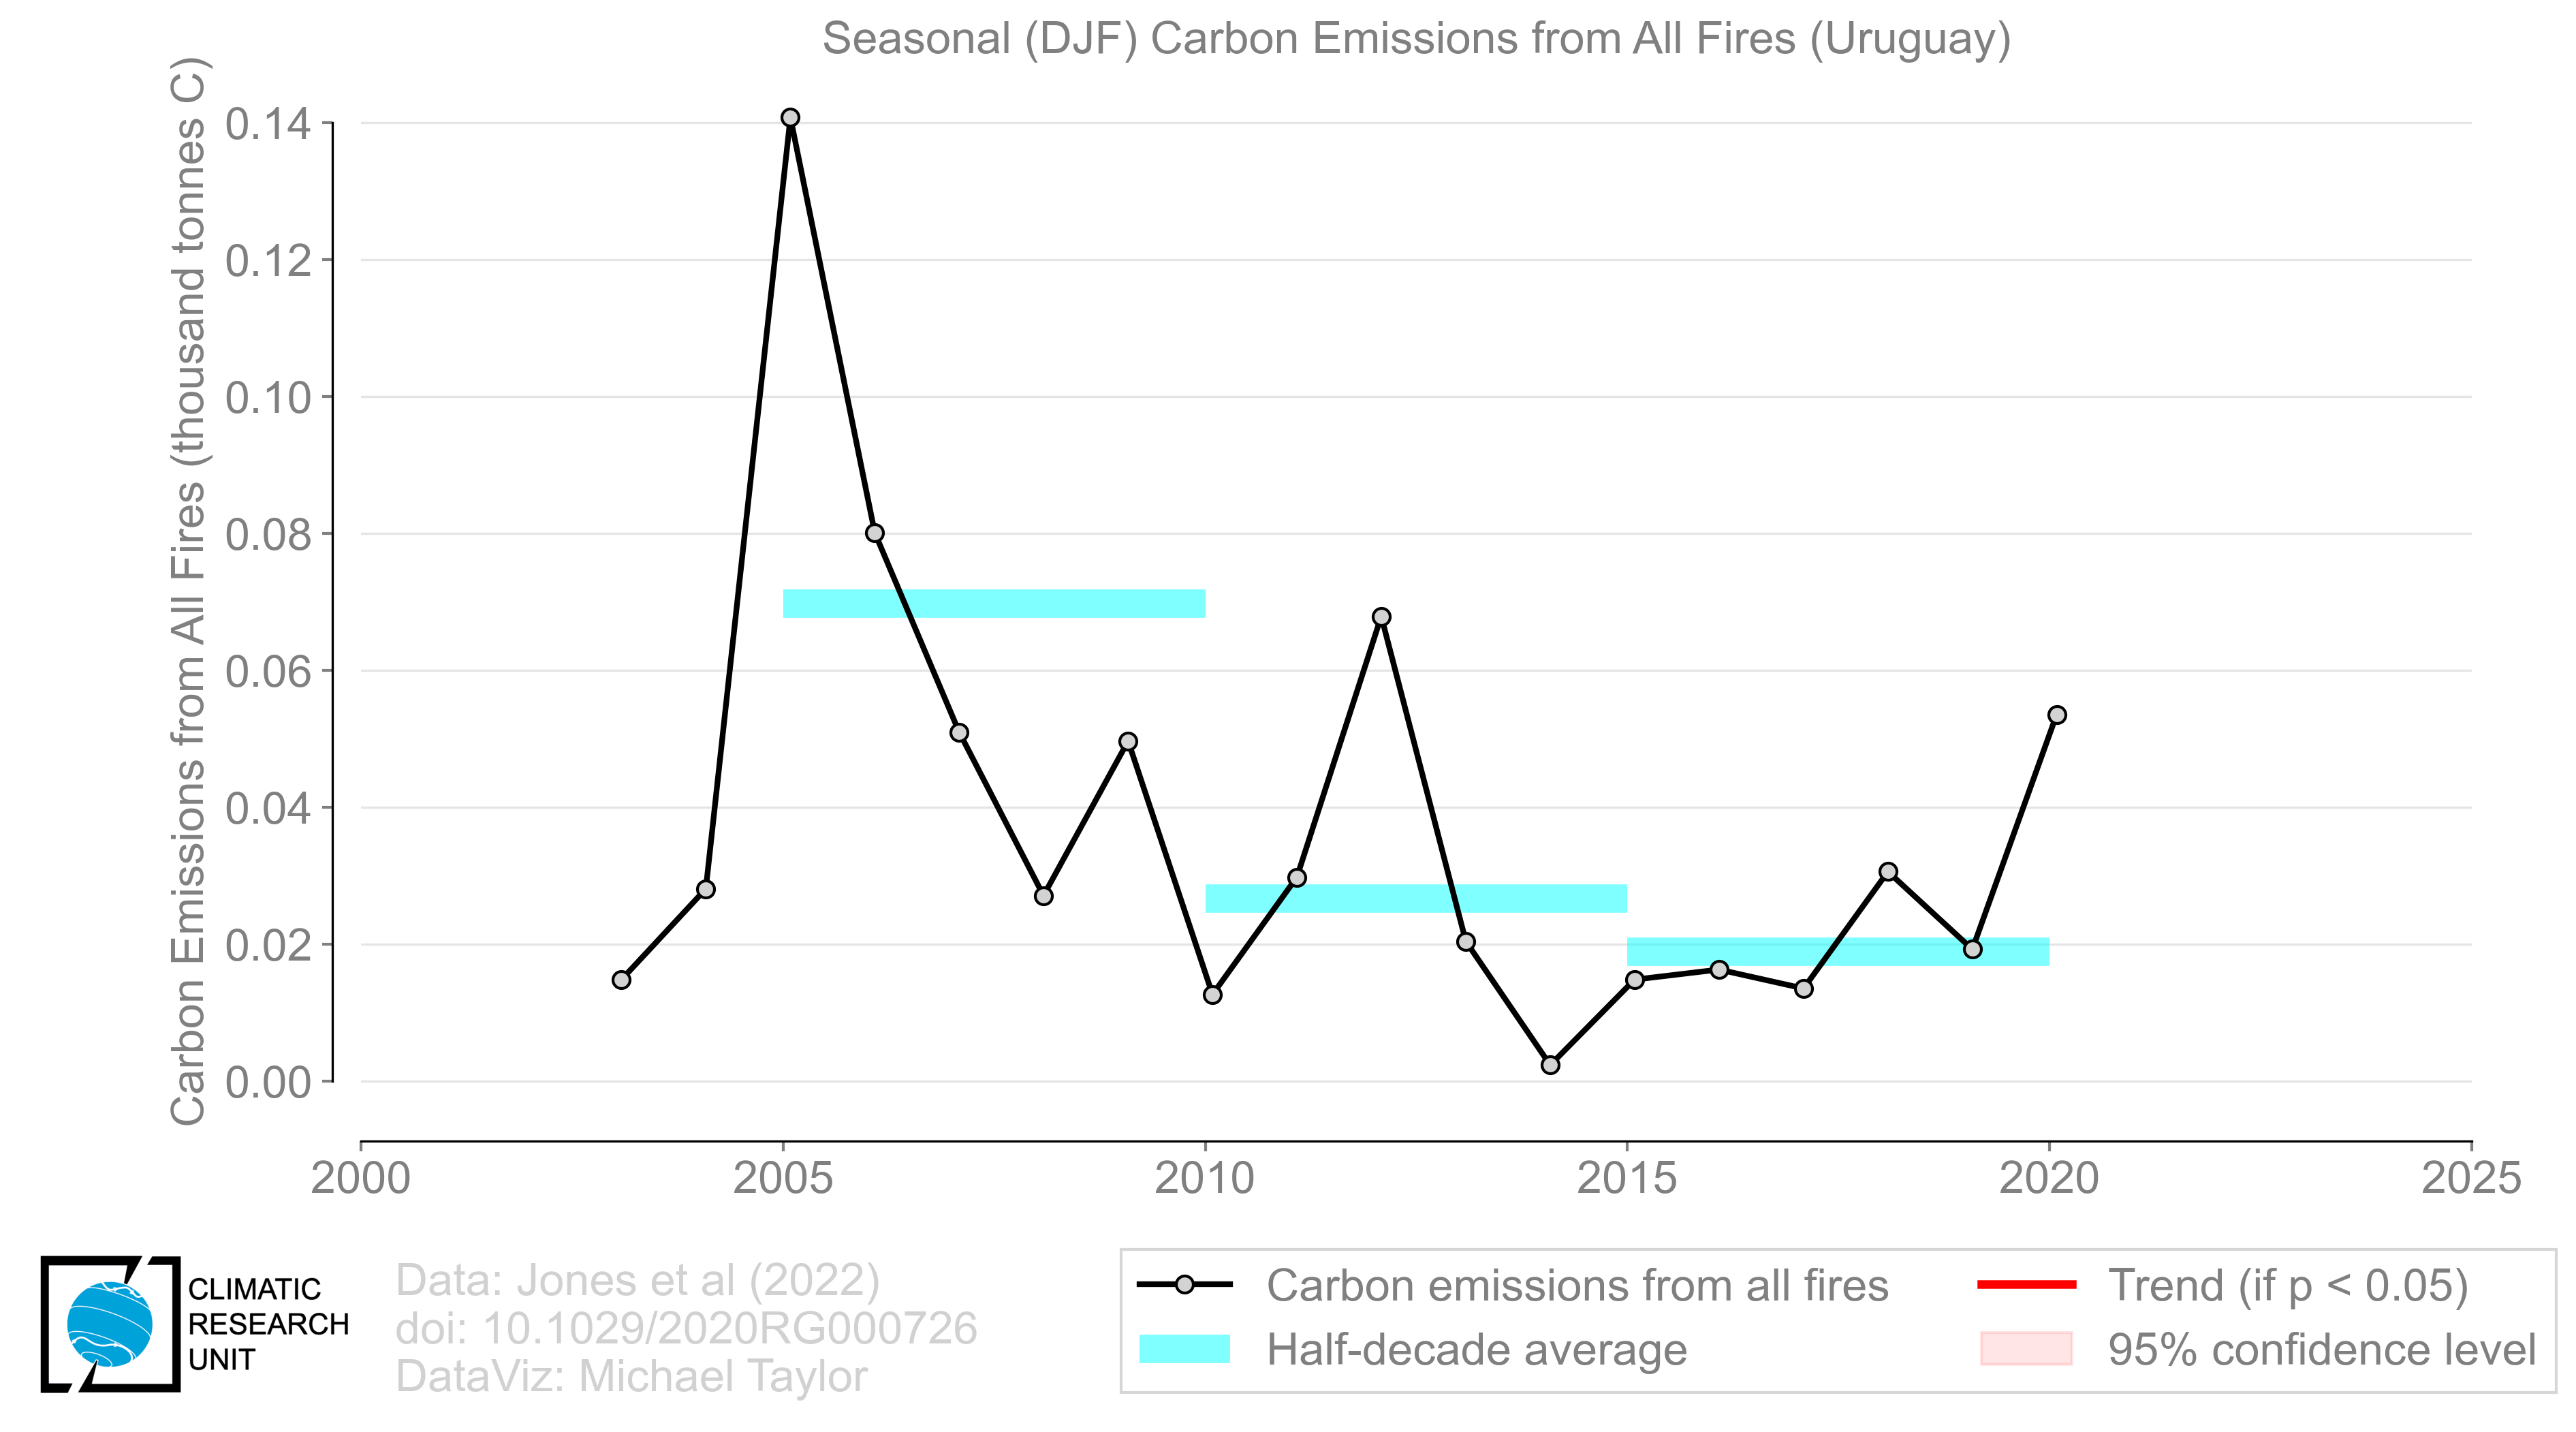 Seasonal (DJF) Carbon Emissions from All Fires (Uruguay)
Carbon Emissions from All Fires (thousand tonnes C)
0.14
0.12
0.10
0.08
0.06
0.04
0.02
0.00
2000 2005 2010 2015 2020 2025
CLIMATIC
RESEARCH
UNIT
Data: Jones et al (2022)
doi: 10.1029/2020RG000726
DataViz: Michael Taylor
Carbon emissions from all fires
Half-decade average
Trend (if p < 0.05)
95% confidence level